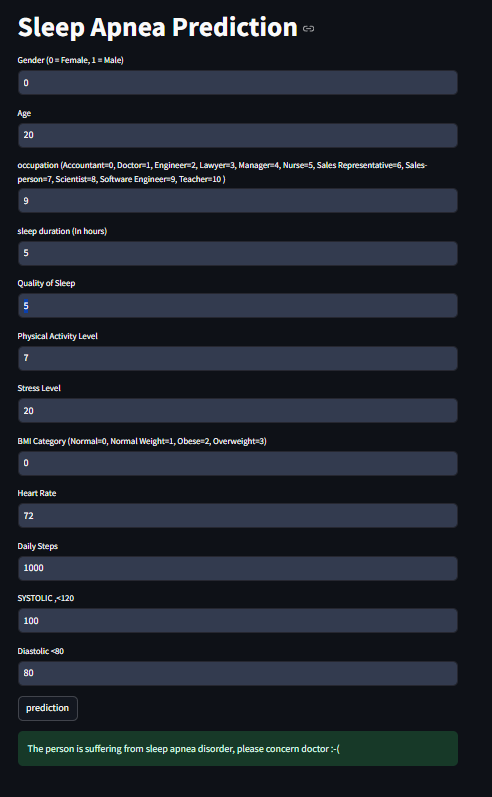 Sleep Apnea Prediction
Gender (0 = Female, 1 = Male)
0
Age
20
occupation (Accountant=0, Doctor=1, Engineer=2, Lawyer=3, Manager=4, Nurse=5, Sales Representative=6, Sales-
person=7, Scientist=8, Software Engineer=9, Teacher=10 )
9
sleep duration (In hours)
5
Quality of Sleep
5
Physical Activity Level
7
Stress Level
20
BMI Category (Normal=0, Normal Weight=1, Obese=2, Overweight=3)
0
Heart Rate
72
Daily Steps
1000
SYSTOLIC ,<120
100
Diastolic <80
80
prediction
The person is suffering from sleep apnea disorder, please concern doctor :-(